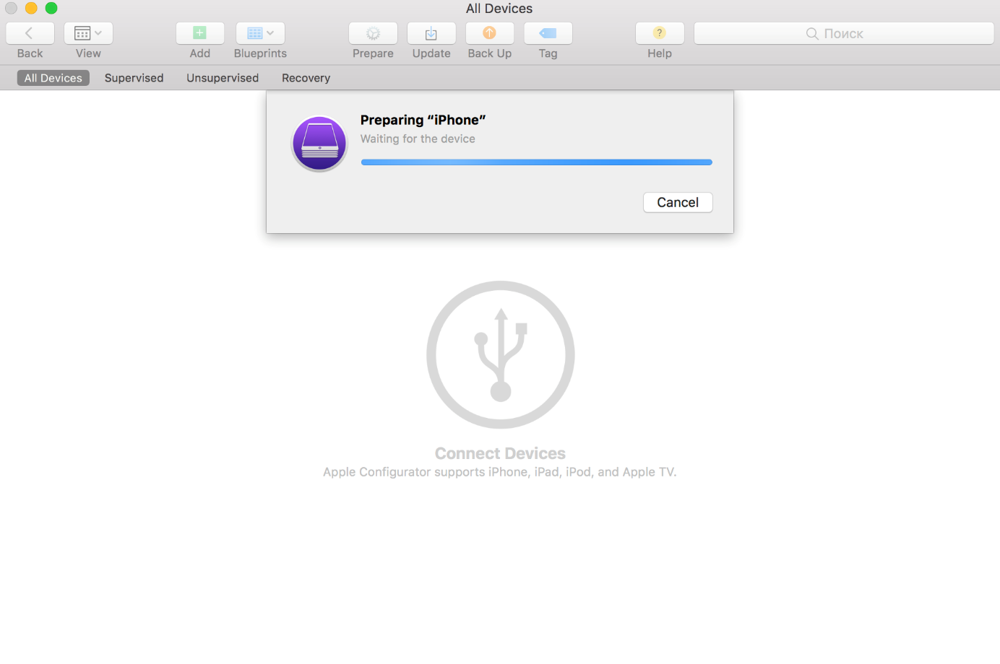 All Devices
Back
View
Add
Blueprints
Prepare
Update
Back Up
Tag
?
Help
Поиск
All Devices
Supervised
Unsupervised
Recovery
Preparing “iPhone”
Waiting for the device
Cancel
Connect Devices
Apple Configurator supports iPhone, iPad, iPod, and Apple TV.